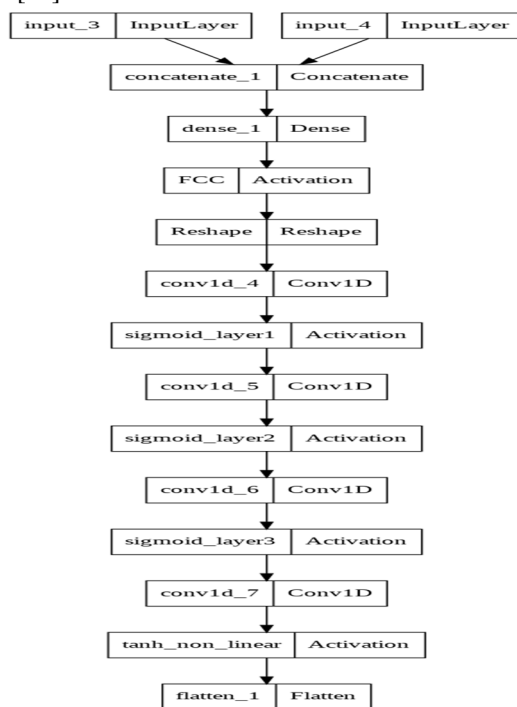 input_3 InputLayer input_4 InputLayer
concatenate_1 Concatenate
dense_1 Dense
FCC Activation
Reshape Reshape
conv1d_4 Conv1D
sigmoid_layer1 Activation
conv1d_5 Conv1D
sigmoid_layer2 Activation
conv1d_6 Conv1D
sigmoid_layer3 Activation
conv1d_7 Conv1D
tanh_non_linear Activation
flatten_1 Flatten